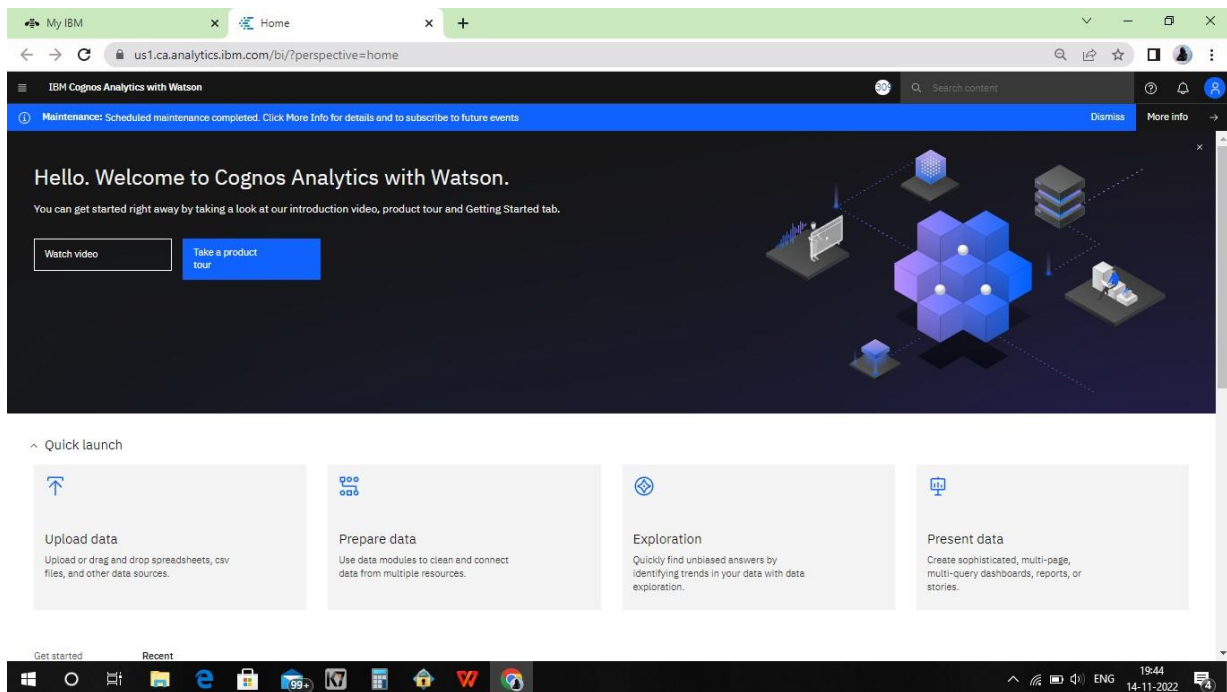 My IBM
Home
us1.ca.analytics.ibm.com/bi/?perspective=home
IBM Cognos Analytics with Watson
Search content
Maintenance: Scheduled maintenance completed. Click More Info for details and to subscribe to future events
Dismiss
More info
Hello. Welcome to Cognos Analytics with Watson.
You can get started right away by taking a look at our introduction video, product tour and Getting Started tab.
Watch video
Take a product
tour
Quick launch
Upload data
Upload or drag and drop spreadsheets, csv
files, and other data sources.
Prepare data
Use data modules to clean and connect
data from multiple resources.
Exploration
Quickly find unbiased answers by
identifying trends in your data with data
exploration.
Present data
Create sophisticated, multi-page,
multi-query dashboards, reports, or
stories.
Get started
Recent
99+
ENG
19:44
14-11-2022
4